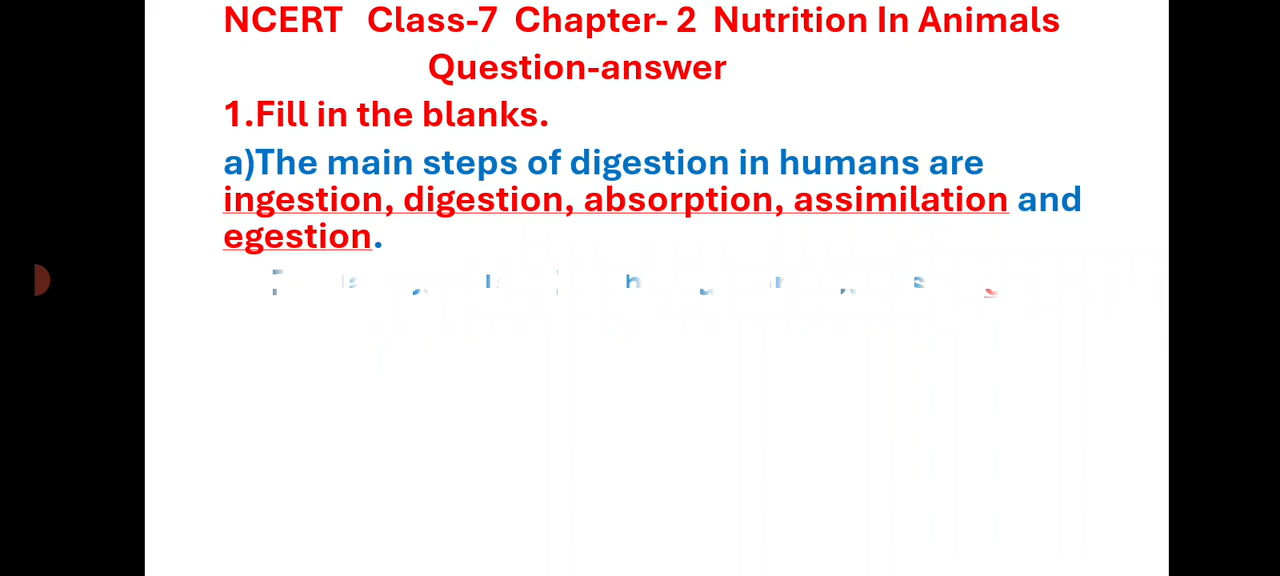 NCERT Class-7 Chapter- 2 Nutrition In Animals
Question-answer
1.Fill in the blanks.
a)The main steps of digestion in humans are
ingestion, digestion, absorption, assimilation and
egestion.